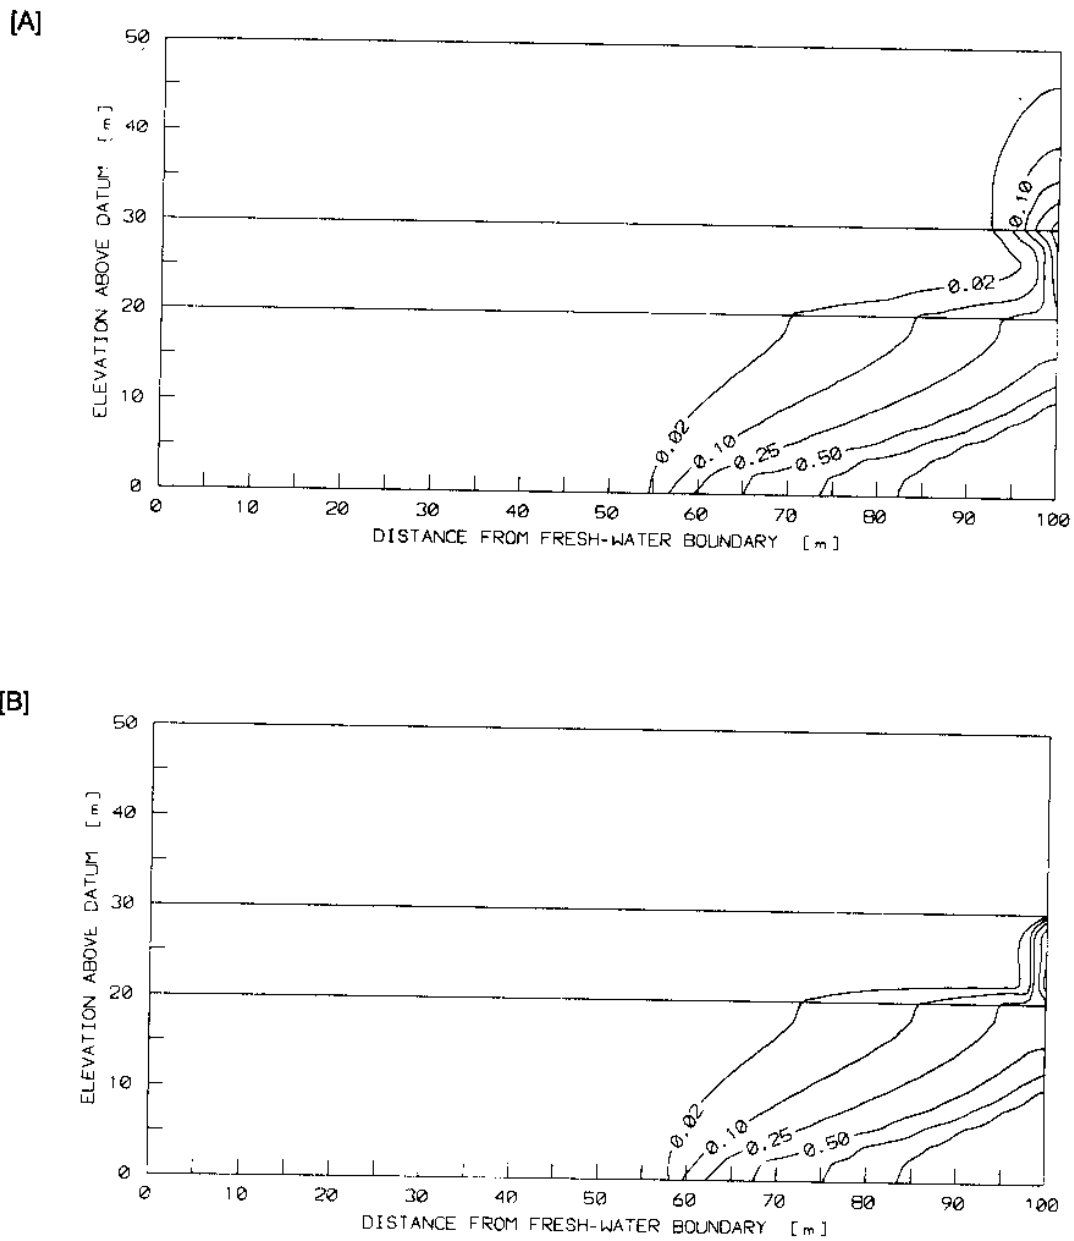 [A]
50
40
30
20
10
0
ELEVATION ABOVE DATUM [m]
0.10
0.02
0.02
0.10
0.25
0.50
0 10 20 30 40 50 60 70 80 90 100
DISTANCE FROM FRESH-WATER BOUNDARY [m]
[B]
50
40
30
20
10
0
ELEVATION ABOVE DATUM [m]
0.02
0.10
0.25
0.50
0 10 20 30 40 50 60 70 80 90 100
DISTANCE FROM FRESH-WATER BOUNDARY [m]